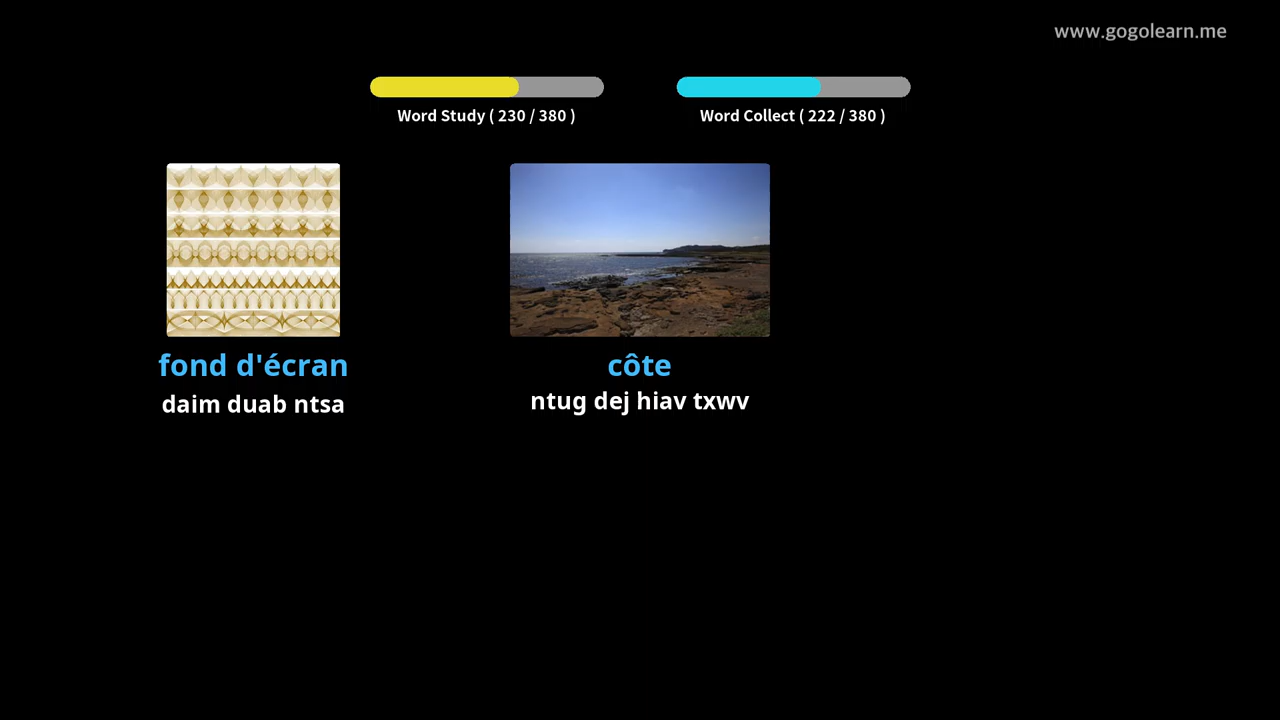 www.gogolearn.me
Word Study ( 230 / 380 )
Word Collect ( 222 / 380 )
fond d'écran
daim duab ntsa
côte
ntug dej hiav txwv